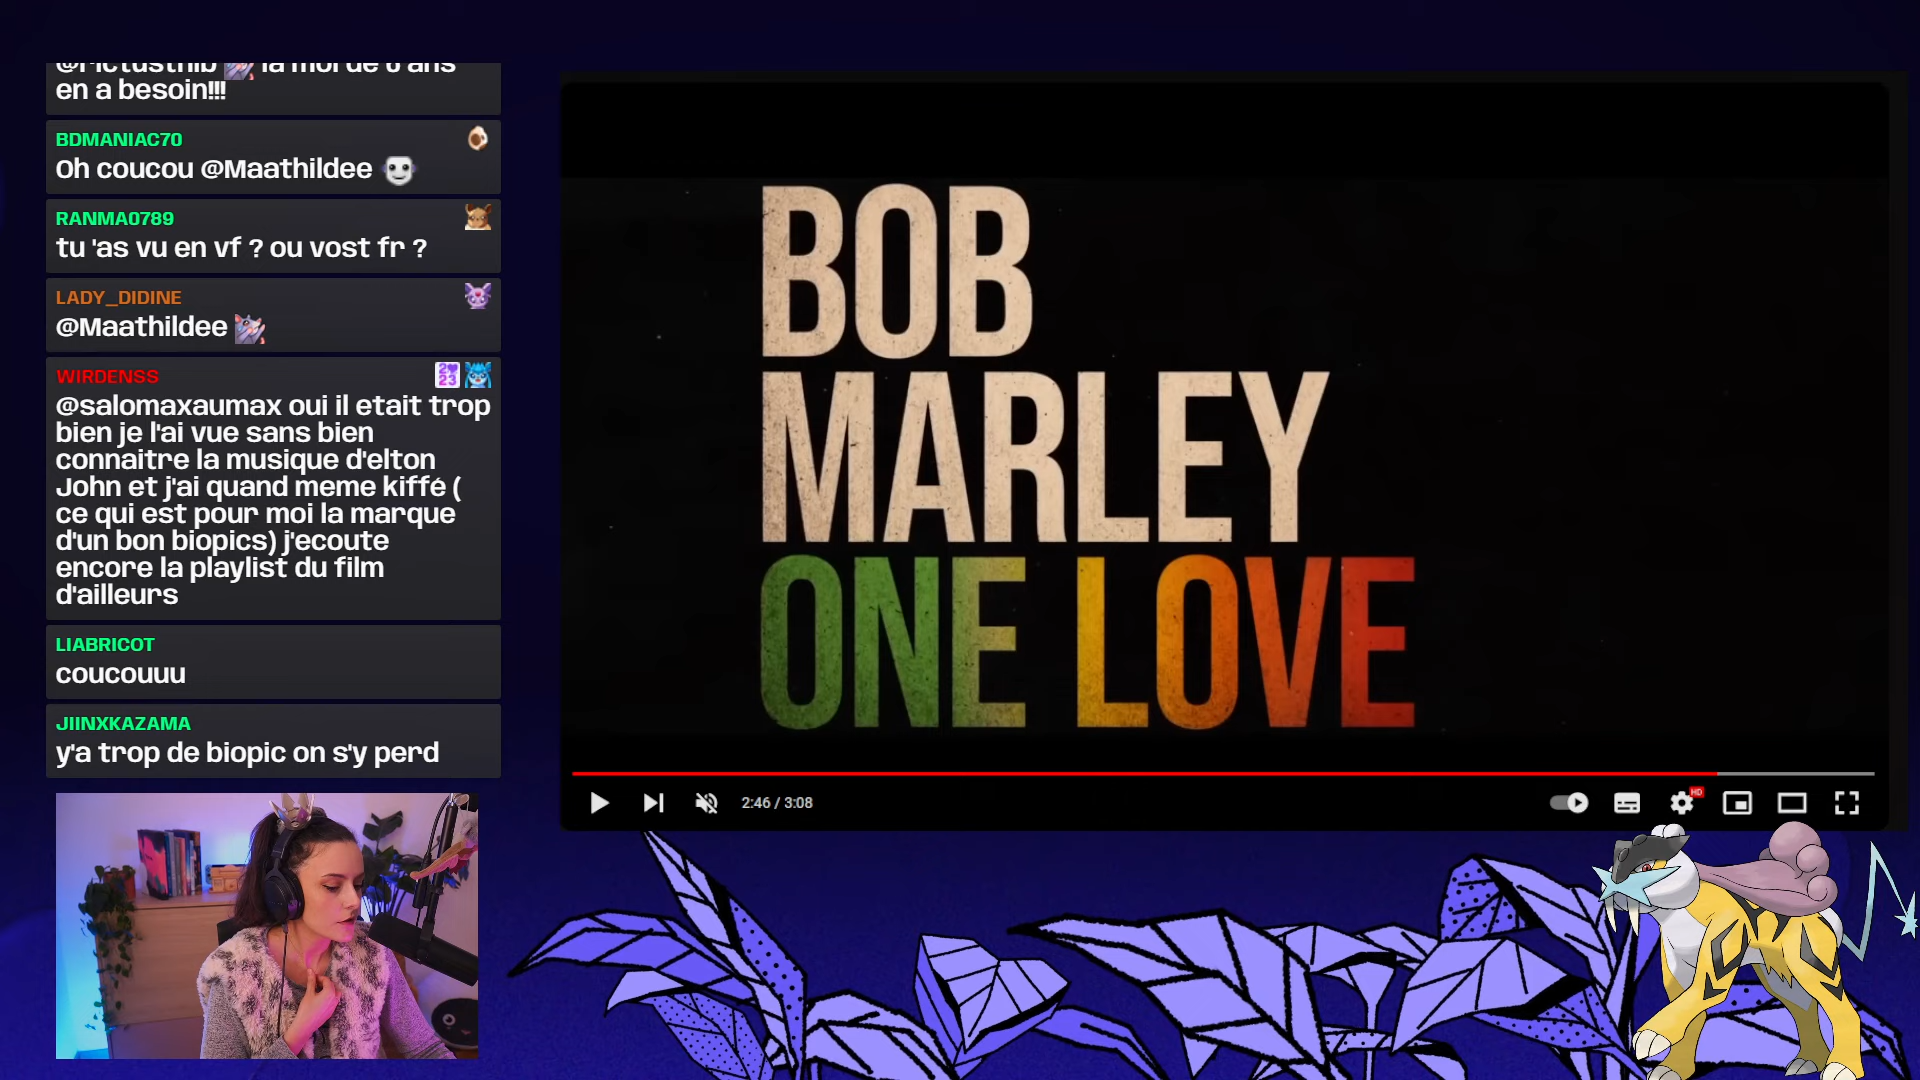 en a besoin!!!
BDMANIAC70
Oh coucou @Maathildee
RANMA0789
tu 'as vu en vf ? ou vost fr ?
LADY_DIDINE
@Maathildee
WIRDENSS
@salomaxaumax oui il etait trop
bien je l'ai vue sans bien
connaitre la musique d'elton
John et j'ai quand meme kiffé (
ce qui est pour moi la marque
d'un bon biopics) j'ecoute
encore la playlist du film
d'ailleurs
LIABRICOT
coucouuu
JIINXKAZAMA
y'a trop de biopic on s'y perd
BOB
MARLEY
ONE LOVE
2:46 / 3:08
HD